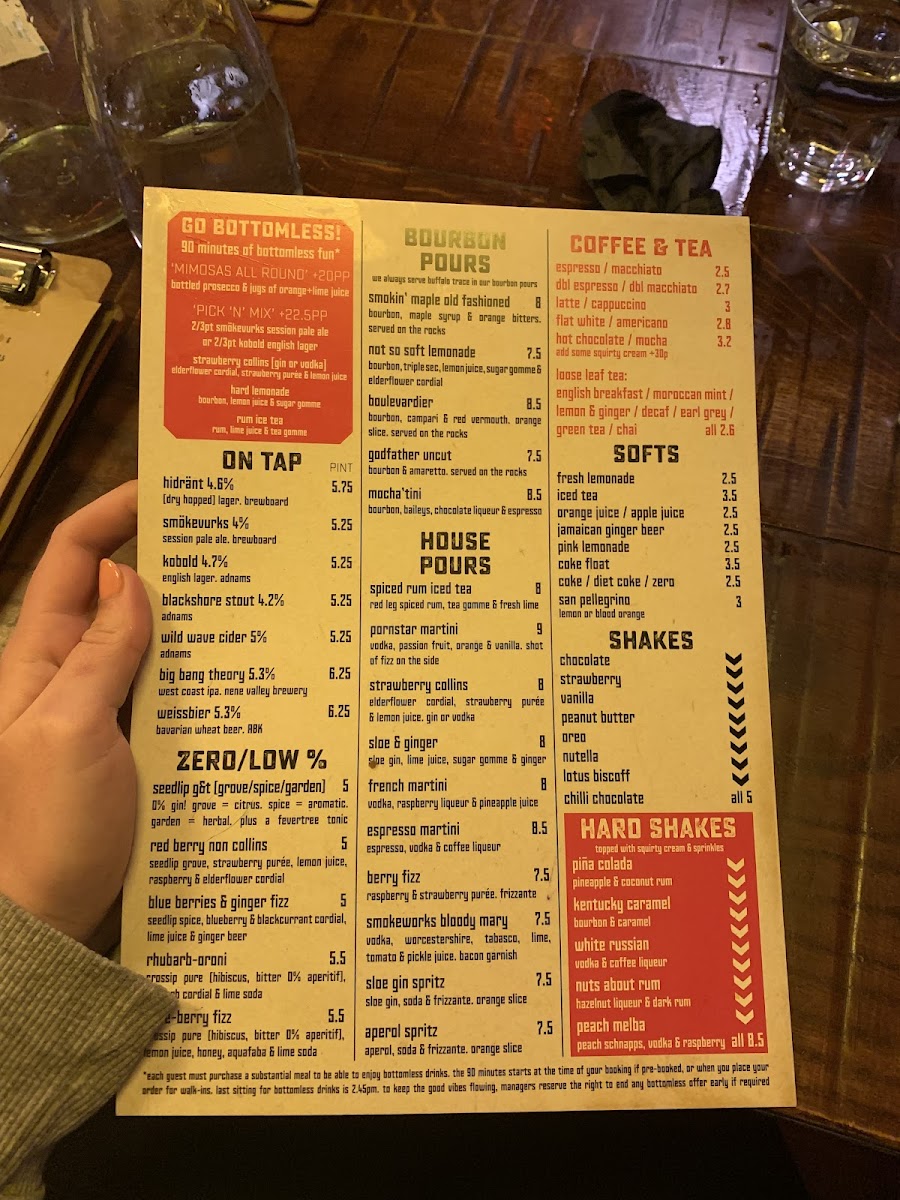 GO BOTTOMLESS!
90 minutes of bottomless fun*
'MIMOSAS ALL ROUND' +20PP
bottled prosecco & jugs of orange+lime juice
'PICK 'N' MIX' +22.5PP
2/3pt smökewurks session pale ale
or 2/3pt kobold english lager
strawberry collins [gin or vodka]
elderflower cordial, strawberry purée & lemon juice
hard lemonade
bourbon, lemon juice & sugar gomme
rum ice tea
rum, lime juice & tea gomme
ON TAP PINT
hidränt 4.6% 5.75
[dry hopped] lager. brewboard
smökewurks 4% 5.25
session pale ale. brewboard
kobold 4.7% 5.25
english lager. adnams
blackshore stout 4.2% 5.25
adnams
wild wave cider 5% 5.25
adnams
big bang theory 5.3% 6.25
west coast ipa. nene valley brewery
weissbier 5.3% 6.25
bavarian wheat beer. ABK
ZERO/LOW %
seedlip g&t [grove/spice/garden] 5
0% gin! grove = citrus. spice = aromatic.
garden = herbal. plus a fevertree tonic
red berry non collins 5
seedlip grove, strawberry purée, lemon juice,
raspberry & elderflower cordial
blue berries & ginger fizz 5
seedlip spice, blueberry & blackcurrant cordial,
lime juice & ginger beer
rhubarb-oroni 5.5
crossip pure [hibiscus, bitter 0% aperitif],
cordial & lime soda
-berry fizz 5.5
pure [hibiscus, bitter 0% aperitif],
lemon juice, honey, aquafaba & lime soda
BOURBON
POURS
we always serve buffalo trace in our bourbon pours
smokin' maple old fashioned 8
bourbon, maple syrup & orange bitters.
served on the rocks
not so soft lemonade 7.5
bourbon, triple sec, lemon juice, sugar gomme &
elderflower cordial
boulevardier 8.5
bourbon, campari & red vermouth. orange
slice. served on the rocks
godfather uncut 7.5
bourbon & amaretto. served on the rocks
mocha'tini 8.5
bourbon, baileys, chocolate liqueur & espresso
HOUSE
POURS
spiced rum iced tea 8
red leg spiced rum, tea gomme & fresh lime
pornstar martini 9
vodka, passion fruit, orange & vanilla. shot
of fizz on the side
strawberry collins 8
elderflower cordial, strawberry purée
& lemon juice. gin or vodka
sloe & ginger 8
sloe gin, lime juice, sugar gomme & ginger
french martini 8
vodka, raspberry liqueur & pineapple juice
espresso martini 8.5
espresso, vodka & coffee liqueur
berry fizz 7.5
raspberry & strawberry purée. frizzante
smokeworks bloody mary 7.5
vodka, worcestershire, tabasco, lime,
tomato & pickle juice. bacon garnish
sloe gin spritz 7.5
sloe gin, soda & frizzante. orange slice
aperol spritz 7.5
aperol, soda & frizzante. orange slice
COFFEE & TEA
espresso / macchiato 2.5
dbl espresso / dbl macchiato 2.7
latte / cappuccino 3
flat white / americano 2.8
hot chocolate / mocha 3.2
add some squirty cream +30p
loose leaf tea:
english breakfast / moroccan mint /
lemon & ginger / decaf / earl grey /
green tea / chai all 2.6
SOFTS
fresh lemonade 2.5
iced tea 3.5
orange juice / apple juice 2.5
jamaican ginger beer 2.5
pink lemonade 2.5
coke float 3.5
coke / diet coke / zero 2.5
san pellegrino 3
lemon or blood orange
SHAKES
chocolate
strawberry
vanilla
peanut butter
oreo
nutella
lotus biscoff
chilli chocolate all 5
HARD SHAKES
topped with squirty cream & sprinkles
piña colada
pineapple & coconut rum
kentucky caramel
bourbon & caramel
white russian
vodka & coffee liqueur
nuts about rum
hazelnut liqueur & dark rum
peach melba
peach schnapps, vodka & raspberry all 8.5
*each guest must purchase a substantial meal to be able to enjoy bottomless drinks. the 90 minutes starts at the time of your booking if pre-booked, or when you place your
order for walk-ins. last sitting for bottomless drinks is 2.45pm. to keep the good vibes flowing, managers reserve the right to end any bottomless offer early if required